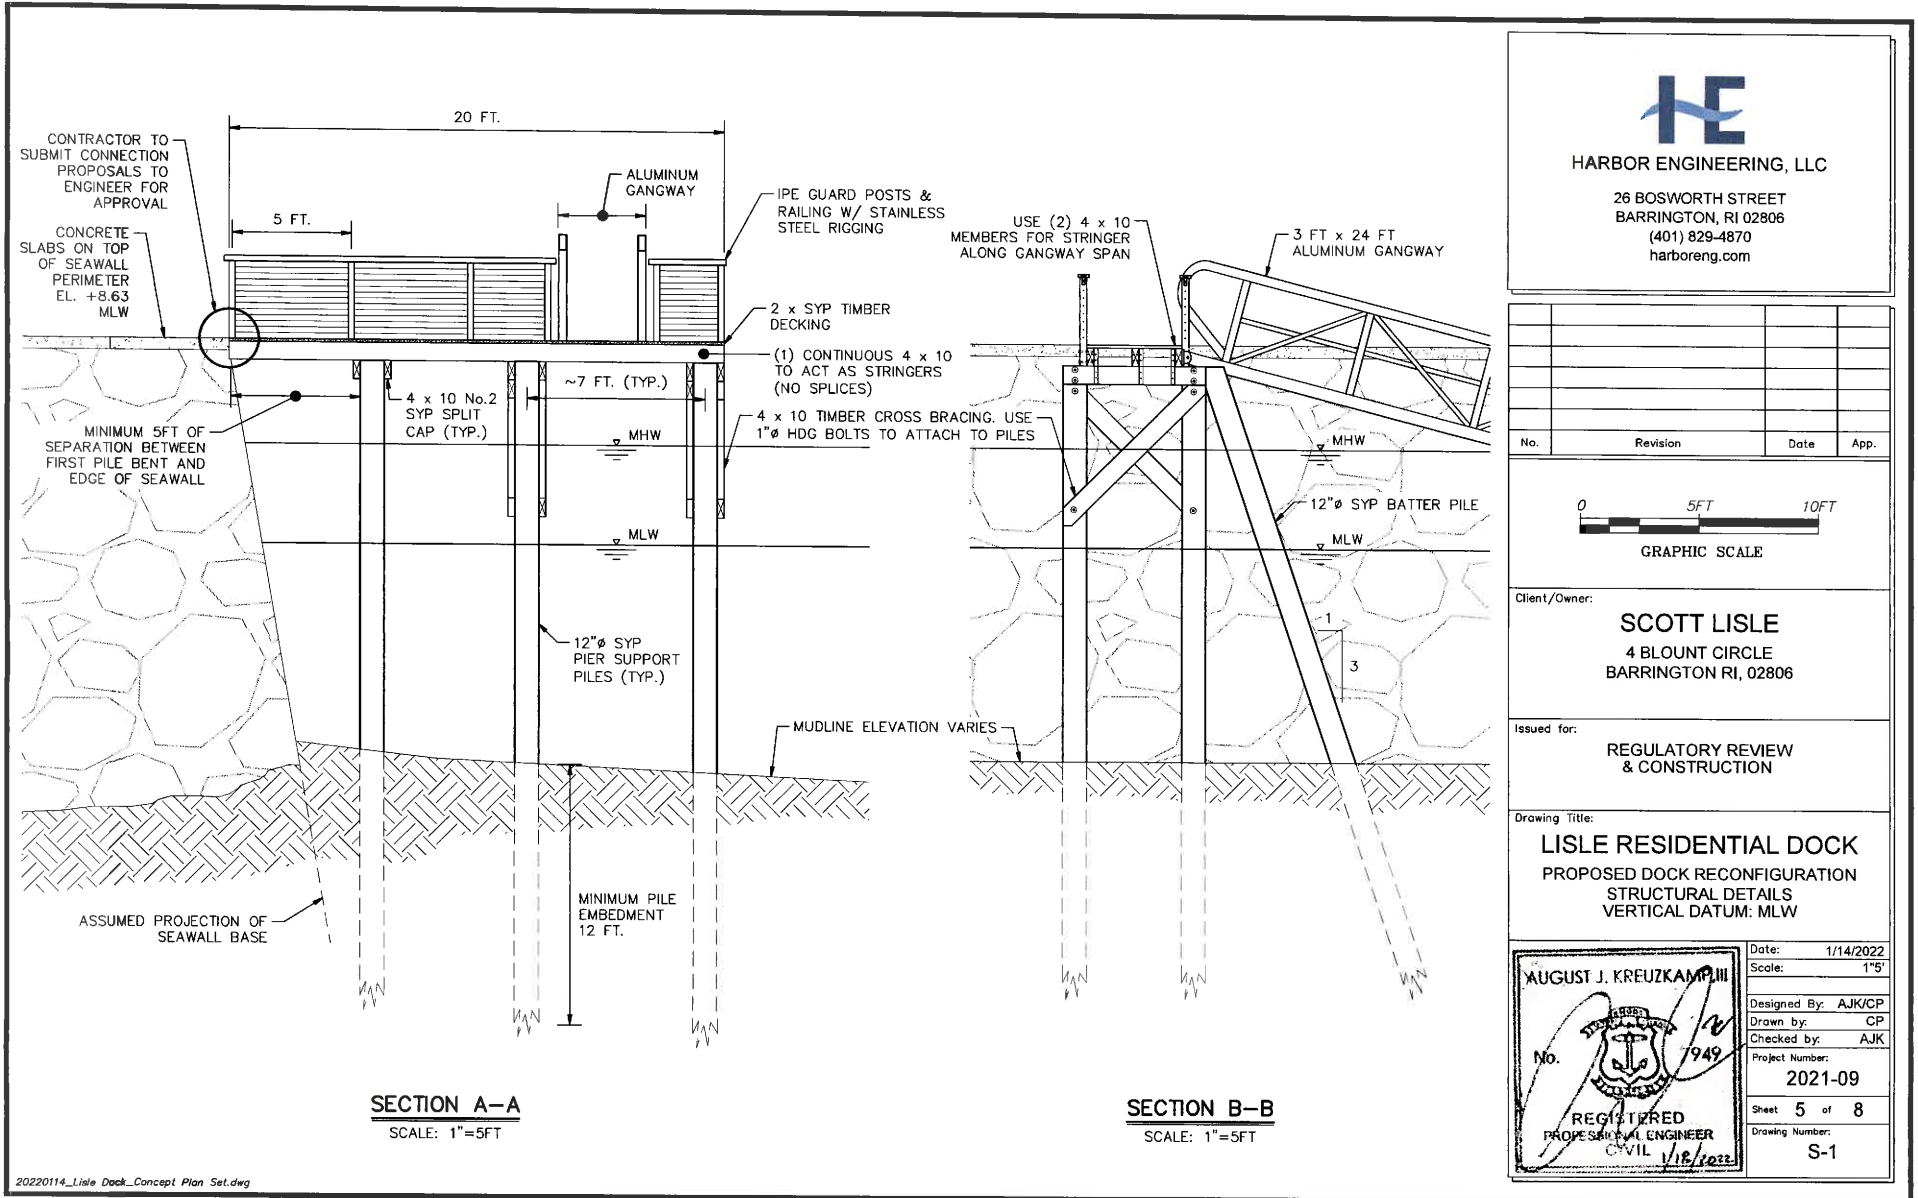 CONTRACTOR TO
SUBMIT CONNECTION
PROPOSALS TO
ENGINEER FOR
APPROVAL
CONCRETE
SLABS ON TOP
OF SEAWALL
PERIMETER
EL. +8.63
MLW
20 FT.
5 FT.
ALUMINUM
GANGWAY
IPE GUARD POSTS &
RAILING W/ STAINLESS
STEEL RIGGING
2 x SYP TIMBER
DECKING
(1) CONTINUOUS 4 x 10
TO ACT AS STRINGERS
(NO SPLICES)
~7 FT. (TYP.)
4 x 10 No.2
SYP SPLIT
CAP (TYP.)
4 x 10 TIMBER CROSS BRACING. USE
1"ø HDG BOLTS TO ATTACH TO PILES
MINIMUM 5FT OF
SEPARATION BETWEEN
FIRST PILE BENT AND
EDGE OF SEAWALL
MHW
MLW
12"ø SYP
PIER SUPPORT
PILES (TYP.)
MUDLINE ELEVATION VARIES
MINIMUM PILE
EMBEDMENT
12 FT.
ASSUMED PROJECTION OF
SEAWALL BASE
SECTION A-A
SCALE: 1"=5FT
USE (2) 4 x 10
MEMBERS FOR STRINGER
ALONG GANGWAY SPAN
3 FT x 24 FT
ALUMINUM GANGWAY
MHW
12"ø SYP BATTER PILE
MLW
1
3
SECTION B-B
SCALE: 1"=5FT
20220114_Lisle Dock_Concept Plan Set.dwg
HE
HARBOR ENGINEERING, LLC
26 BOSWORTH STREET
BARRINGTON, RI 02806
(401) 829-4870
harboreng.com
No. Revision Date App.
0 5FT 10FT
GRAPHIC SCALE
Client/Owner:
SCOTT LISLE
4 BLOUNT CIRCLE
BARRINGTON RI, 02806
Issued for:
REGULATORY REVIEW
& CONSTRUCTION
Drawing Title:
LISLE RESIDENTIAL DOCK
PROPOSED DOCK RECONFIGURATION
STRUCTURAL DETAILS
VERTICAL DATUM: MLW
AUGUST J. KREUZKAMP, III
No. 7949
REGISTERED
PROFESSIONAL ENGINEER
CIVIL
1/18/2022
Date: 1/14/2022
Scale: 1"5'
Designed By: AJK/CP
Drawn by: CP
Checked by: AJK
Project Number:
2021-09
Sheet 5 of 8
Drawing Number:
S-1